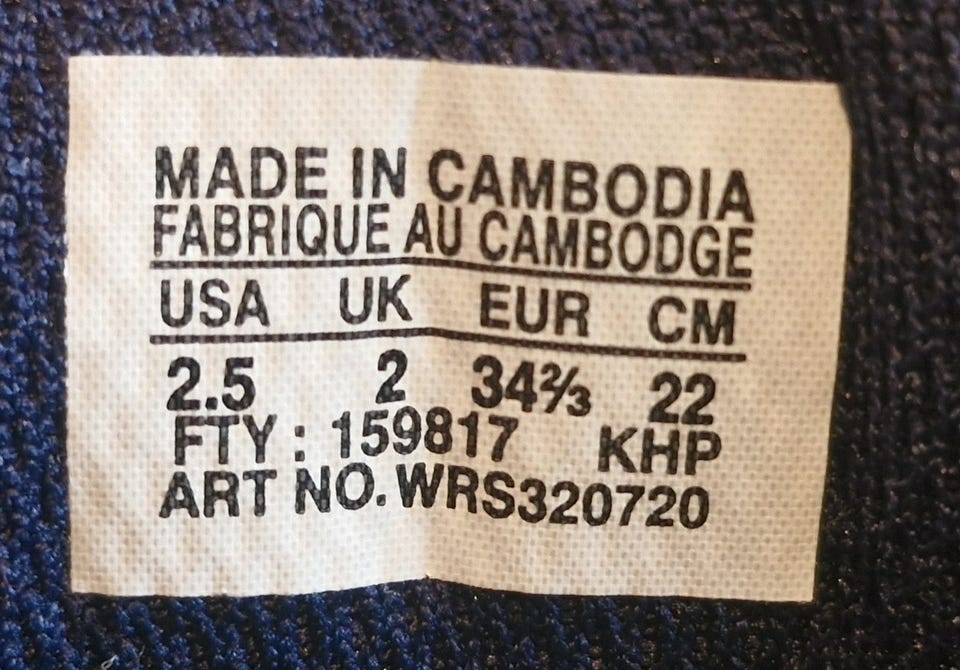 MADE IN CAMBODIA
FABRIQUE AU CAMBODGE
USA UK EUR CM
2.5 2 34⅔ 22
FTY : 159817 KHP
ART NO. WRS320720